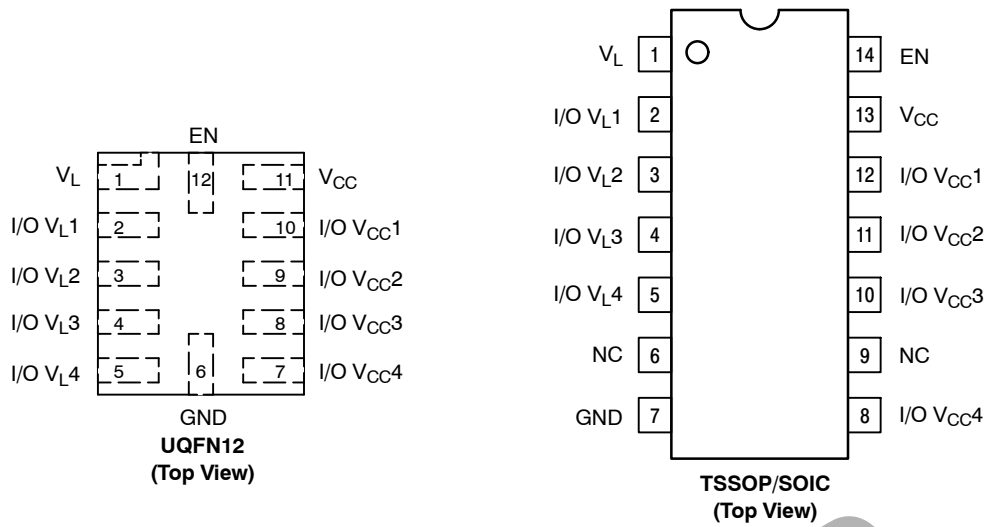 EN
V_L 1 12 11 V_CC
I/O V_L1 2 10 I/O V_CC1
I/O V_L2 3 9 I/O V_CC2
I/O V_L3 4 8 I/O V_CC3
I/O V_L4 5 6 7 I/O V_CC4
GND
UQFN12
(Top View)
V_L 1 14 EN
I/O V_L1 2 13 V_CC
I/O V_L2 3 12 I/O V_CC1
I/O V_L3 4 11 I/O V_CC2
I/O V_L4 5 10 I/O V_CC3
NC 6 9 NC
GND 7 8 I/O V_CC4
TSSOP/SOIC
(Top View)